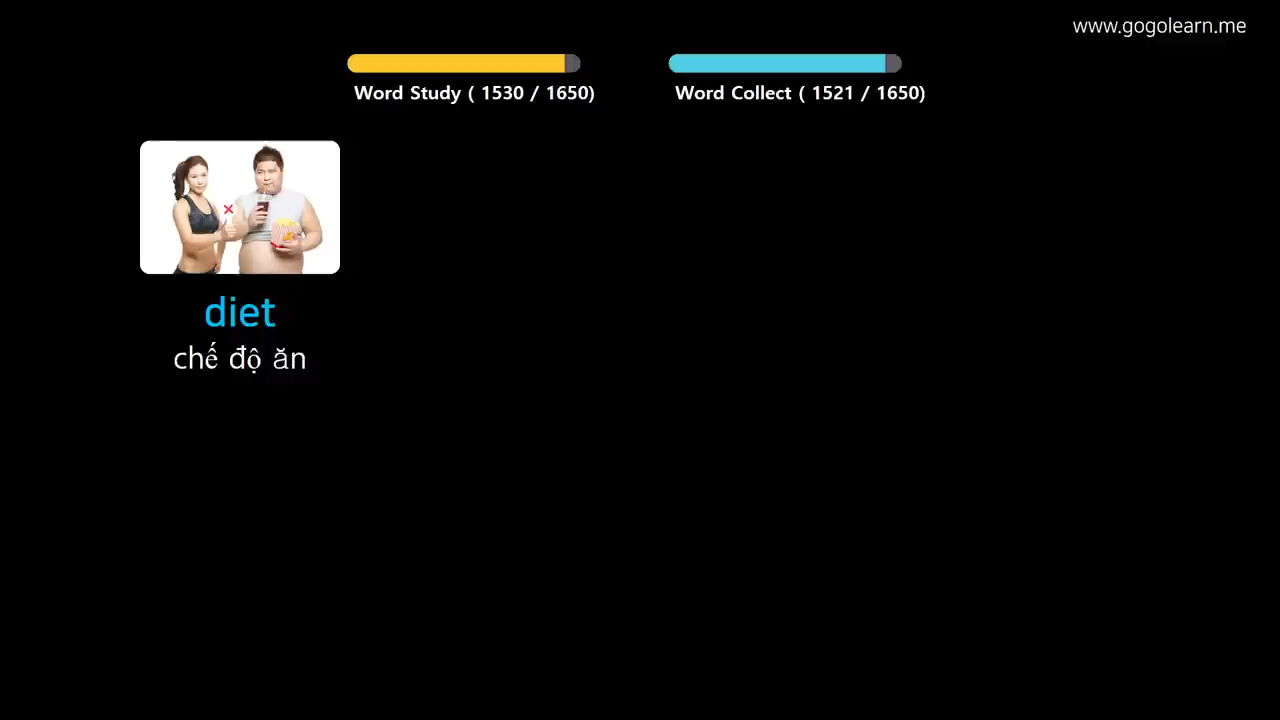 www.gogolearn.me
Word Study ( 1530 / 1650)
Word Collect ( 1521 / 1650)
diet
chế độ ăn